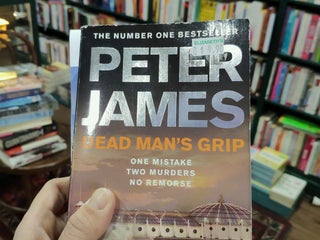 THE NUMBER ONE BESTSELLER
PETER
JAMES
DEAD MAN'S GRIP
ONE MISTAKE
TWO MURDERS
NO REMORSE